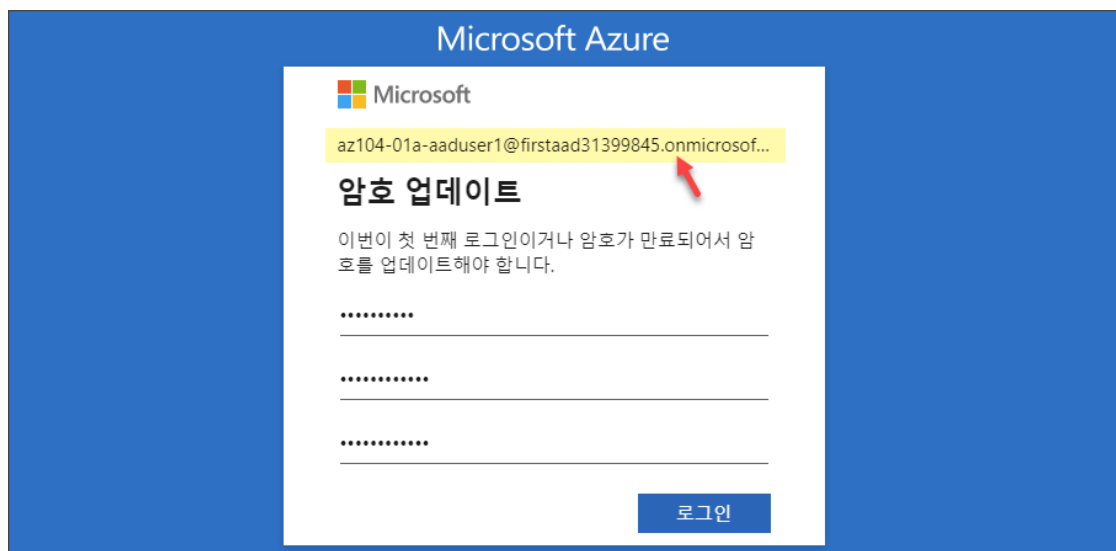 Microsoft Azure
Microsoft
az104-01a-aaduser1@firstaad31399845.onmicrosof...
암호 업데이트
이번이 첫 번째 로그인이거나 암호가 만료되어서 암
호를 업데이트해야 합니다.
••••••••••
••••••••••••
••••••••••••
로그인